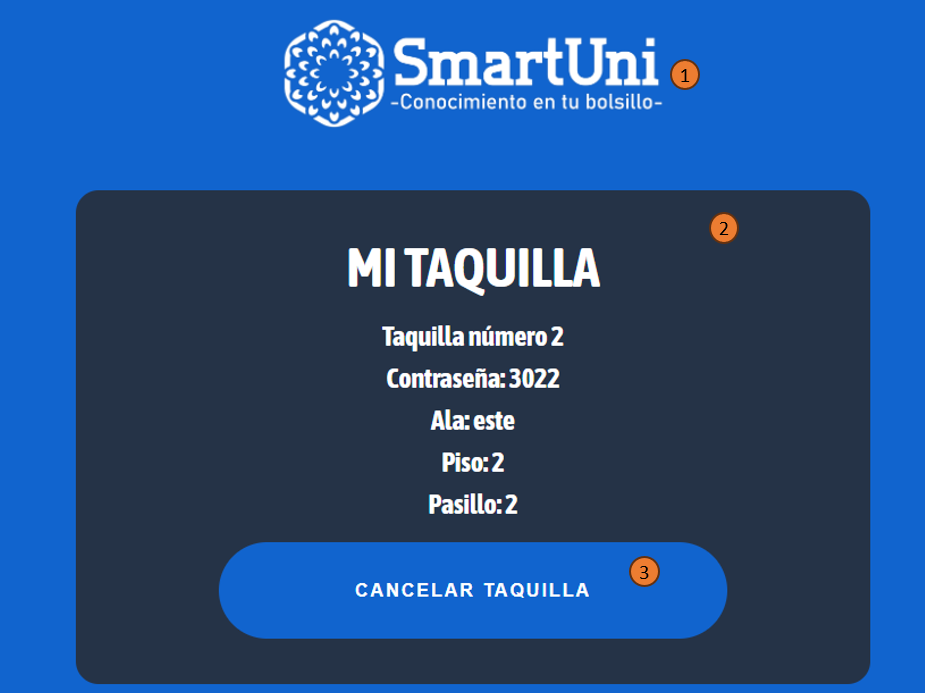 SmartUni
-Conocimiento en tu bolsillo-
1
2
MI TAQUILLA
Taquilla número 2
Contraseña: 3022
Ala: este
Piso: 2
Pasillo: 2
CANCELAR TAQUILLA
3